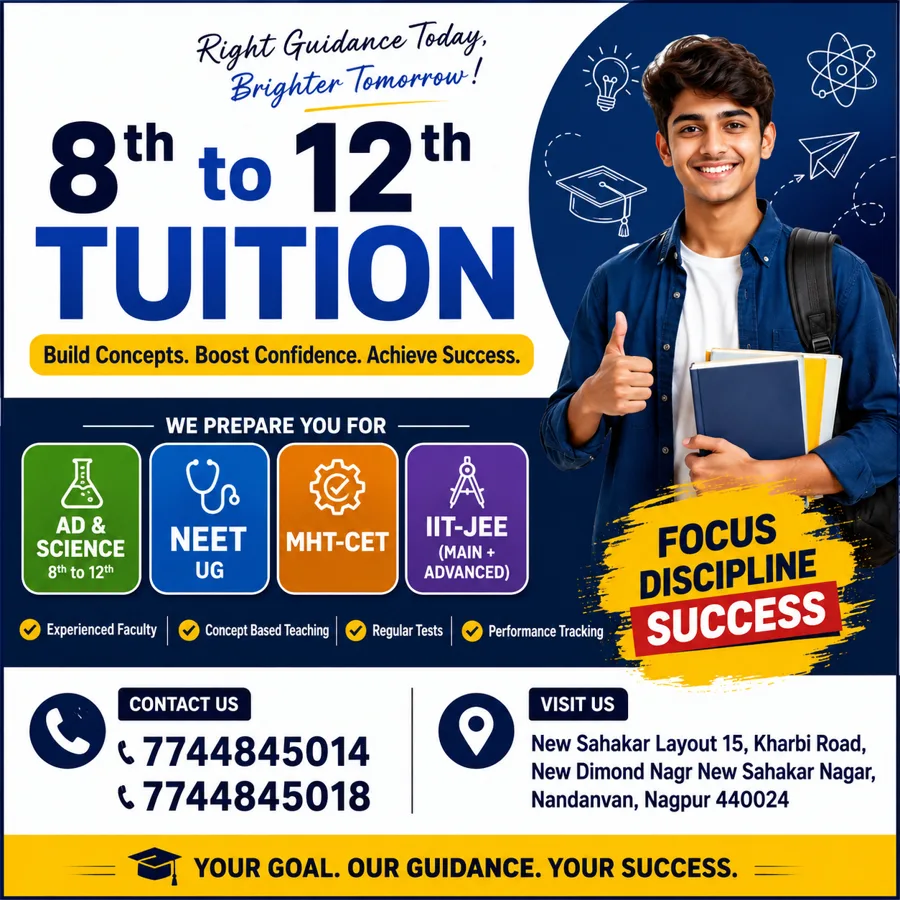 Right Guidance Today,
Brighter Tomorrow!
8th to 12th
TUITION
Build Concepts. Boost Confidence. Achieve Success.
WE PREPARE YOU FOR
AD &
SCIENCE
8th to 12th
NEET
UG
MHT-CET
IIT-JEE
(MAIN +
ADVANCED)
Experienced Faculty
Concept Based Teaching
Regular Tests
Performance Tracking
FOCUS
DISCIPLINE
SUCCESS
CONTACT US
7744845014
7744845018
VISIT US
New Sahakar Layout 15, Kharbi Road,
New Dimond Nagr New Sahakar Nagar,
Nandanvan, Nagpur 440024
YOUR GOAL. OUR GUIDANCE. YOUR SUCCESS.